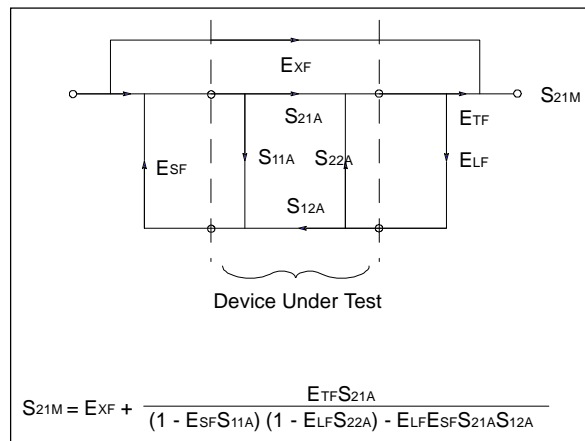 EXF
S21M
S21A
ETF
ESF
S11A
S22A
ELF
S12A
Device Under Test
S21M = EXF + ETFS21A / (1 - ESFS11A) (1 - ELFS22A) - ELFESFS21AS12A